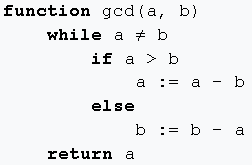 function gcd(a, b)
    while a ≠ b
        if a > b
            a := a - b
        else
            b := b - a
    return a